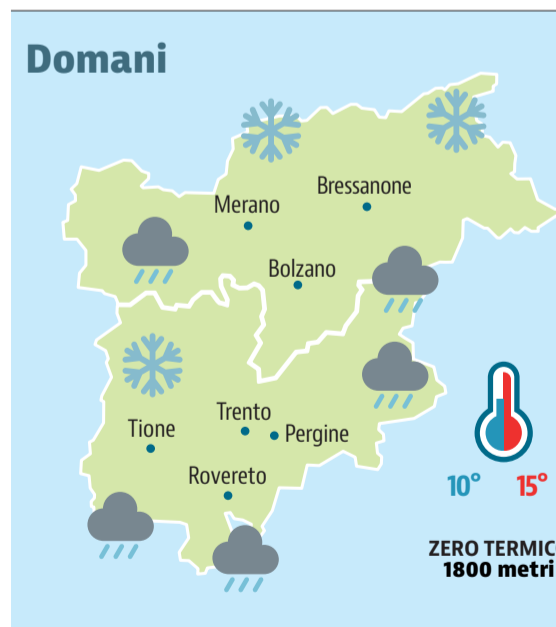 Domani
Bressanone
Merano
Bolzano
Trento
Tione
Pergine
Rovereto
10° 15°
ZERO TERMIC
1800 metri